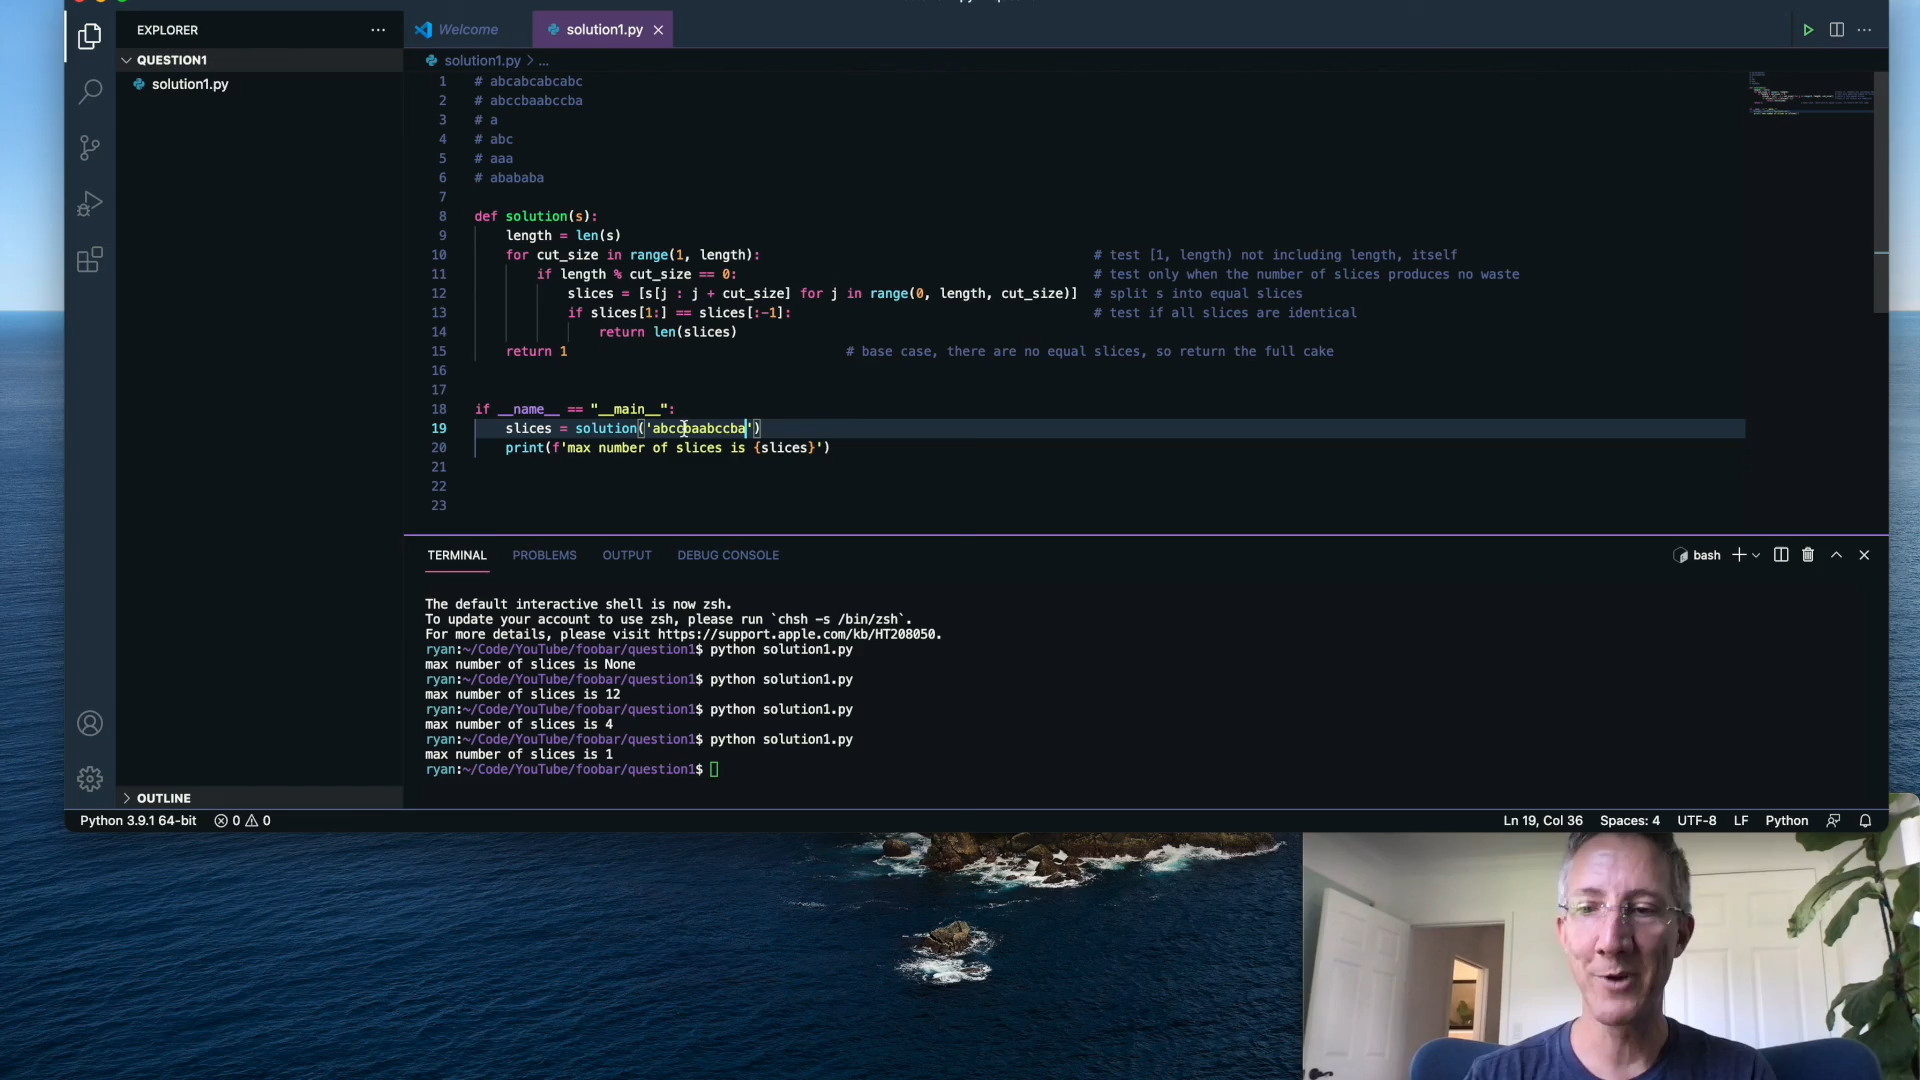 EXPLORER
QUESTION1
solution1.py
OUTLINE
Welcome
solution1.py
solution1.py > ...
1 # abcabcabcabc
2 # abccbaabccba
3 # a
4 # abc
5 # aaa
6 # abababa
7
8 def solution(s):
9 length = len(s)
10 for cut_size in range(1, length): # test [1, length) not including length, itself
11 if length % cut_size == 0: # test only when the number of slices produces no waste
12 slices = [s[j : j + cut_size] for j in range(0, length, cut_size)] # split s into equal slices
13 if slices[1:] == slices[:-1]: # test if all slices are identical
14 return len(slices)
15 return 1 # base case, there are no equal slices, so return the full cake
16
17
18 if __name__ == "__main__":
19 slices = solution('abccbaabccba')
20 print(f'max number of slices is {slices}')
21
22
23
TERMINAL PROBLEMS OUTPUT DEBUG CONSOLE
bash
The default interactive shell is now zsh.
To update your account to use zsh, please run `chsh -s /bin/zsh`.
For more details, please visit https://support.apple.com/kb/HT208050.
ryan:~/Code/YouTube/foobar/question1$ python solution1.py
max number of slices is None
ryan:~/Code/YouTube/foobar/question1$ python solution1.py
max number of slices is 12
ryan:~/Code/YouTube/foobar/question1$ python solution1.py
max number of slices is 4
ryan:~/Code/YouTube/foobar/question1$ python solution1.py
max number of slices is 1
ryan:~/Code/YouTube/foobar/question1$
Python 3.9.1 64-bit 0 0 Ln 19, Col 36 Spaces: 4 UTF-8 LF Python